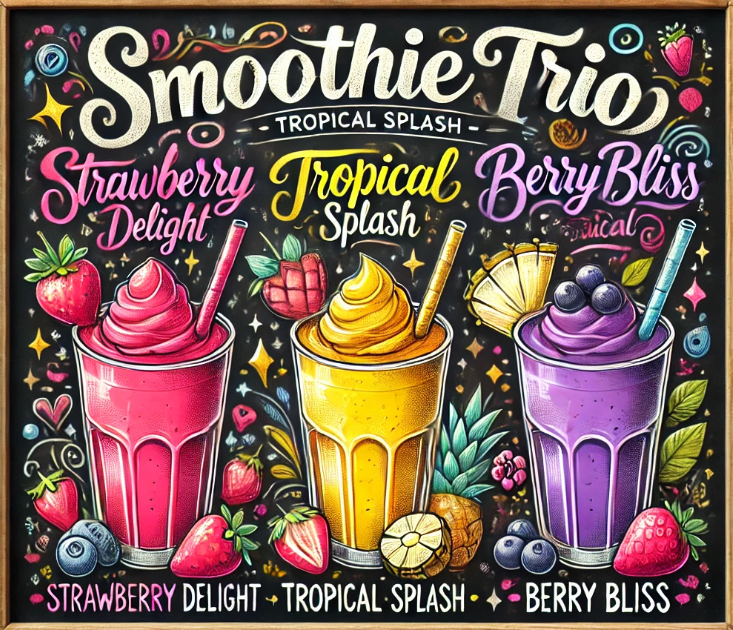 Smoothie Trio
- TROPICAL SPLASH -
Strawberry Delight
Tropical Splash
Berry Bliss
STRAWBERRY DELIGHT · TROPICAL SPLASH · BERRY BLISS